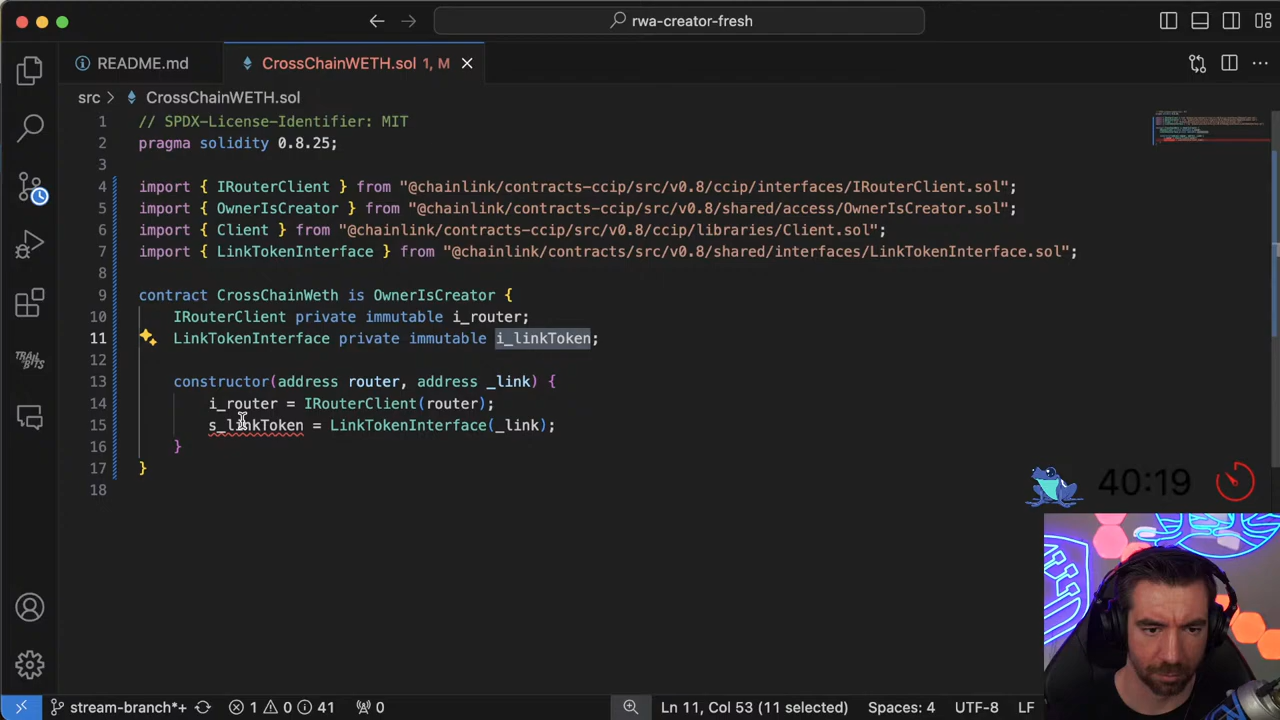 rwa-creator-fresh
README.md
CrossChainWETH.sol 1, M
src > CrossChainWETH.sol
1 // SPDX-License-Identifier: MIT
2 pragma solidity 0.8.25;
3
4 import { IRouterClient } from "@chainlink/contracts-ccip/src/v0.8/ccip/interfaces/IRouterClient.sol";
5 import { OwnerIsCreator } from "@chainlink/contracts-ccip/src/v0.8/shared/access/OwnerIsCreator.sol";
6 import { Client } from "@chainlink/contracts-ccip/src/v0.8/ccip/libraries/Client.sol";
7 import { LinkTokenInterface } from "@chainlink/contracts/src/v0.8/shared/interfaces/LinkTokenInterface.sol";
8
9 contract CrossChainWeth is OwnerIsCreator {
10 IRouterClient private immutable i_router;
11 LinkTokenInterface private immutable i_linkToken;
12
13 constructor(address router, address _link) {
14 i_router = IRouterClient(router);
15 s_linkToken = LinkTokenInterface(_link);
16 }
17 }
18
TRAIL OF BITS
40:19
stream-branch*+ 1 0 41 0 Ln 11, Col 53 (11 selected) Spaces: 4 UTF-8 LF